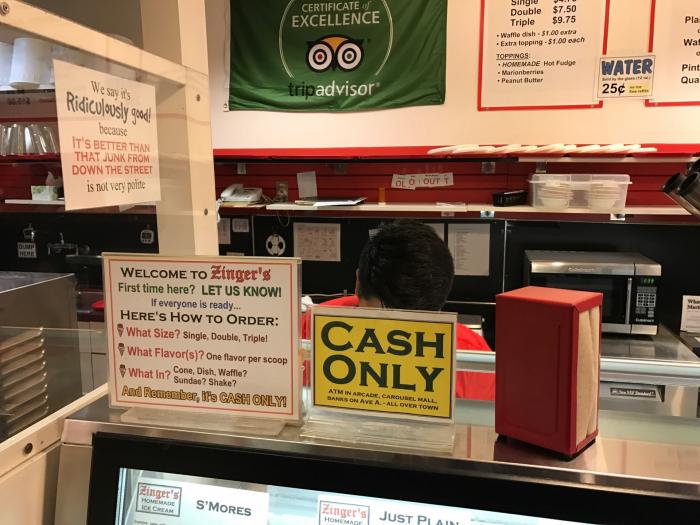 CERTIFICATE of
EXCELLENCE
tripadvisor®
Single
Double $7.50
Triple $9.75
• Waffle dish - $1.00 extra
• Extra topping - $1.00 each
TOPPINGS:
• HOMEMADE Hot Fudge
• Marionberries
• Peanut Butter
WATER
25¢
We say it's
Ridiculously good!
because
IT'S BETTER THAN
THAT JUNK FROM
DOWN THE STREET
is not very polite
DUMP
HERE
WELCOME TO Zinger's
First time here? LET US KNOW!
If everyone is ready...
HERE'S HOW TO ORDER:
What Size? Single, Double, Triple!
What Flavor(s)? One flavor per scoop
What In? Cone, Dish, Waffle?
Sundae? Shake?
And Remember, it's CASH ONLY!
CASH
ONLY
ATM IN ARCADE, CAROUSEL MALL,
BANKS ON AVE A. - ALL OVER TOWN
Cuisinart
Zinger's
HOMEMADE
ICE CREAM
S'MORES
Zinger's
HOMEMADE
JUST PLAIN